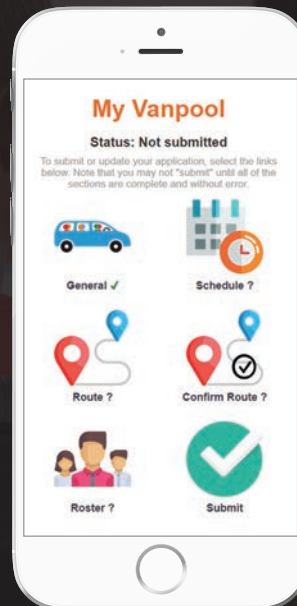 My Vanpool
Status: Not submitted
To submit or update your application, select the links
below. Note that you may not "submit" until all of the
sections are complete and without error.
General ✓
Schedule ?
Route ?
Confirm Route ?
Roster ?
Submit